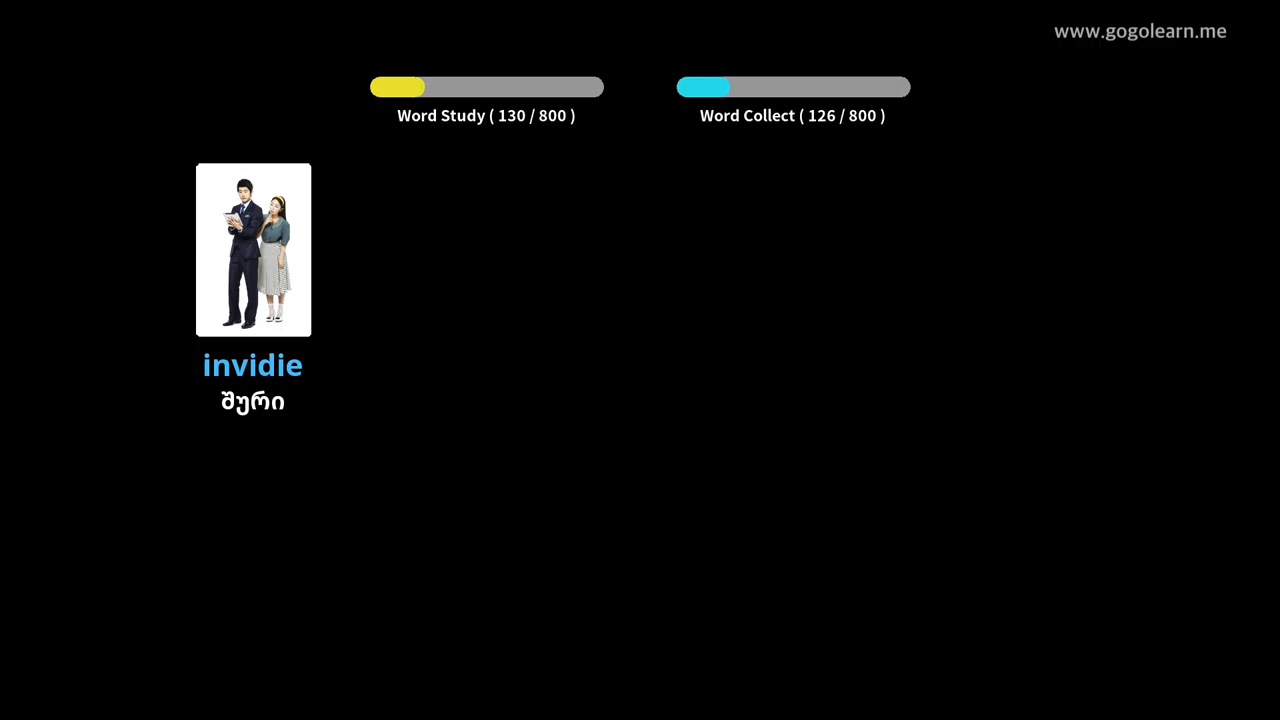 www.gogolearn.me
Word Study ( 130 / 800 )
Word Collect ( 126 / 800 )
invidie
შური